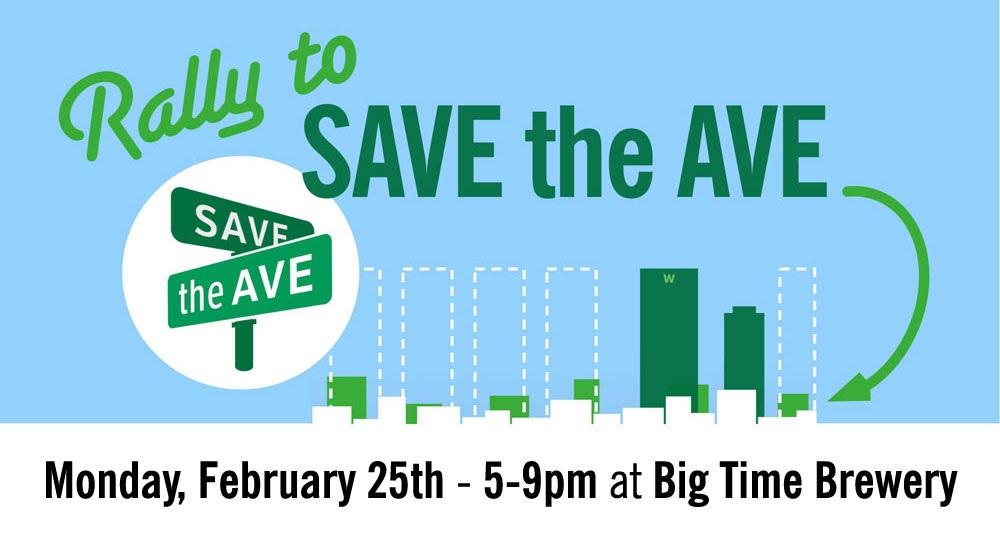 Rally to
SAVE the AVE
SAVE
the AVE
W
Monday, February 25th - 5-9pm at Big Time Brewery